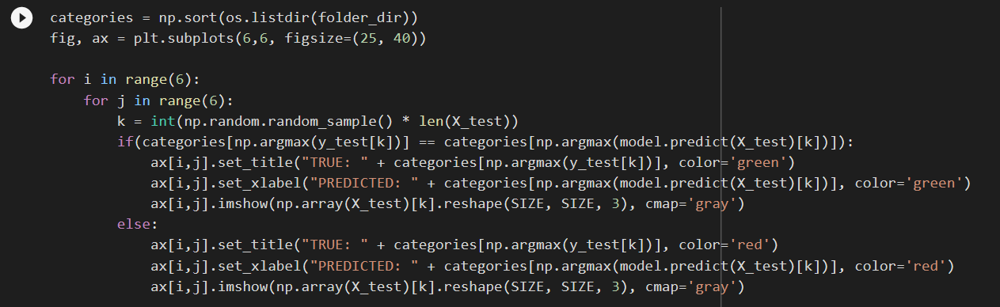 categories = np.sort(os.listdir(folder_dir))
fig, ax = plt.subplots(6,6, figsize=(25, 40))

for i in range(6):
    for j in range(6):
        k = int(np.random.random_sample() * len(X_test))
        if(categories[np.argmax(y_test[k])] == categories[np.argmax(model.predict(X_test)[k])]):
            ax[i,j].set_title("TRUE: " + categories[np.argmax(y_test[k])], color='green')
            ax[i,j].set_xlabel("PREDICTED: " + categories[np.argmax(model.predict(X_test)[k])], color='green')
            ax[i,j].imshow(np.array(X_test)[k].reshape(SIZE, SIZE, 3), cmap='gray')
        else:
            ax[i,j].set_title("TRUE: " + categories[np.argmax(y_test[k])], color='red')
            ax[i,j].set_xlabel("PREDICTED: " + categories[np.argmax(model.predict(X_test)[k])], color='red')
            ax[i,j].imshow(np.array(X_test)[k].reshape(SIZE, SIZE, 3), cmap='gray')